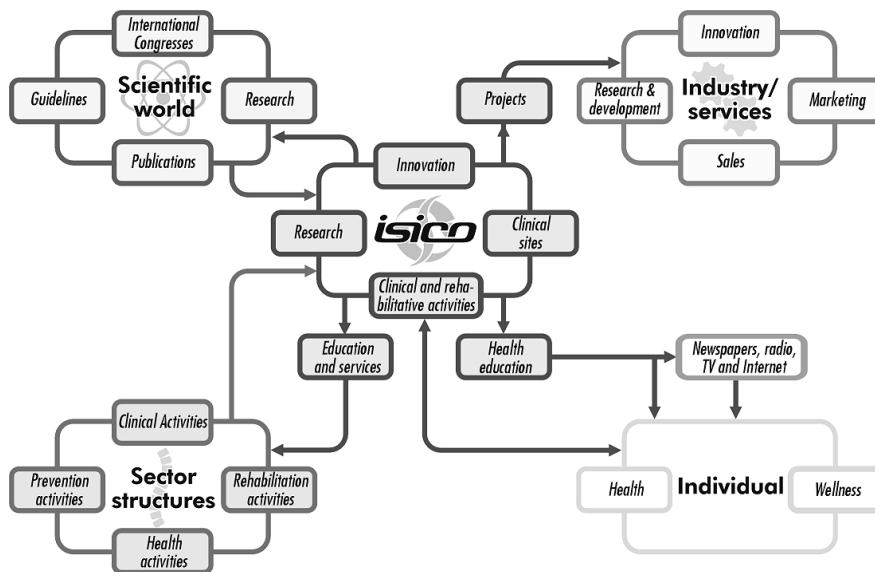 International
Congresses
Guidelines
Scientific
world
Research
Publications
Innovation
Projects
Research &
development
Industry/
services
Marketing
Sales
Innovation
Research
isico
Clinical
sites
Clinical and reha-
bilitative activities
Education
and services
Health
education
Newspapers, radio,
TV and Internet
Clinical Activities
Prevention
activities
Sector
structures
Rehabilitation
activities
Health
activities
Health
Individual
Wellness